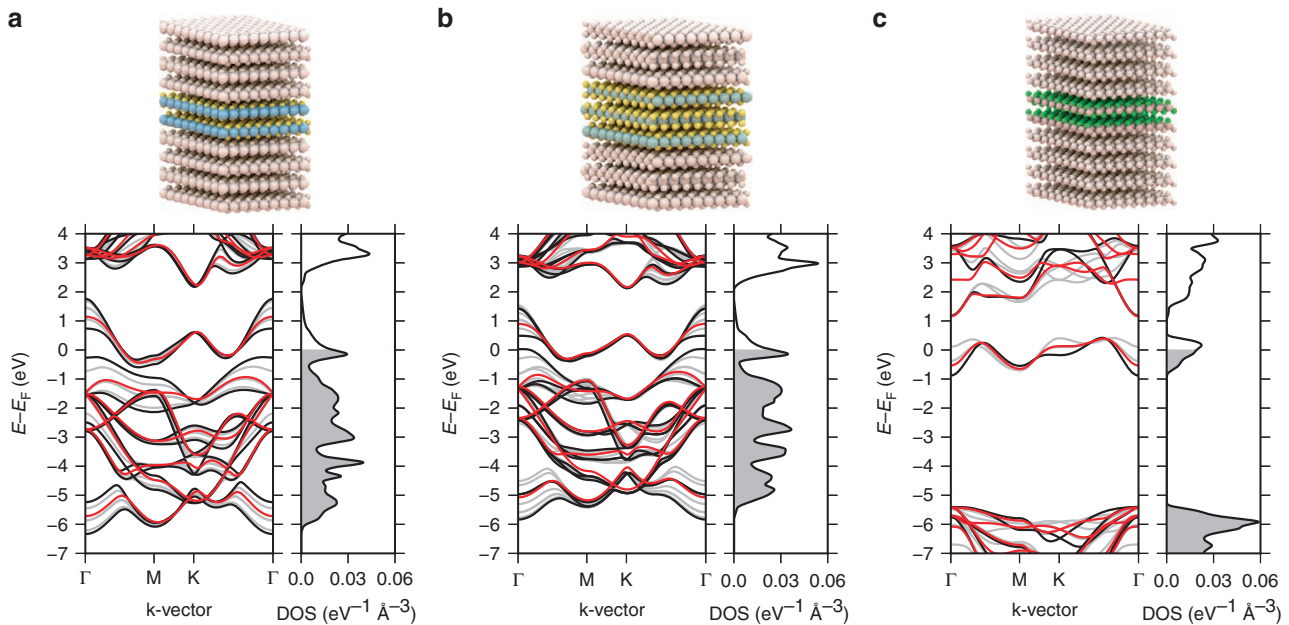 a
b
c
4
3
2
1
0
−1
−2
−3
−4
−5
−6
−7
E−E_F (eV)
Γ M K Γ
k-vector
0.0 0.03 0.06
DOS (eV⁻¹ Å⁻³)
4
3
2
1
0
−1
−2
−3
−4
−5
−6
−7
E−E_F (eV)
Γ M K Γ
k-vector
0.0 0.03 0.06
DOS (eV⁻¹ Å⁻³)
4
3
2
1
0
−1
−2
−3
−4
−5
−6
−7
E−E_F (eV)
Γ M K Γ
k-vector
0.0 0.03 0.06
DOS (eV⁻¹ Å⁻³)